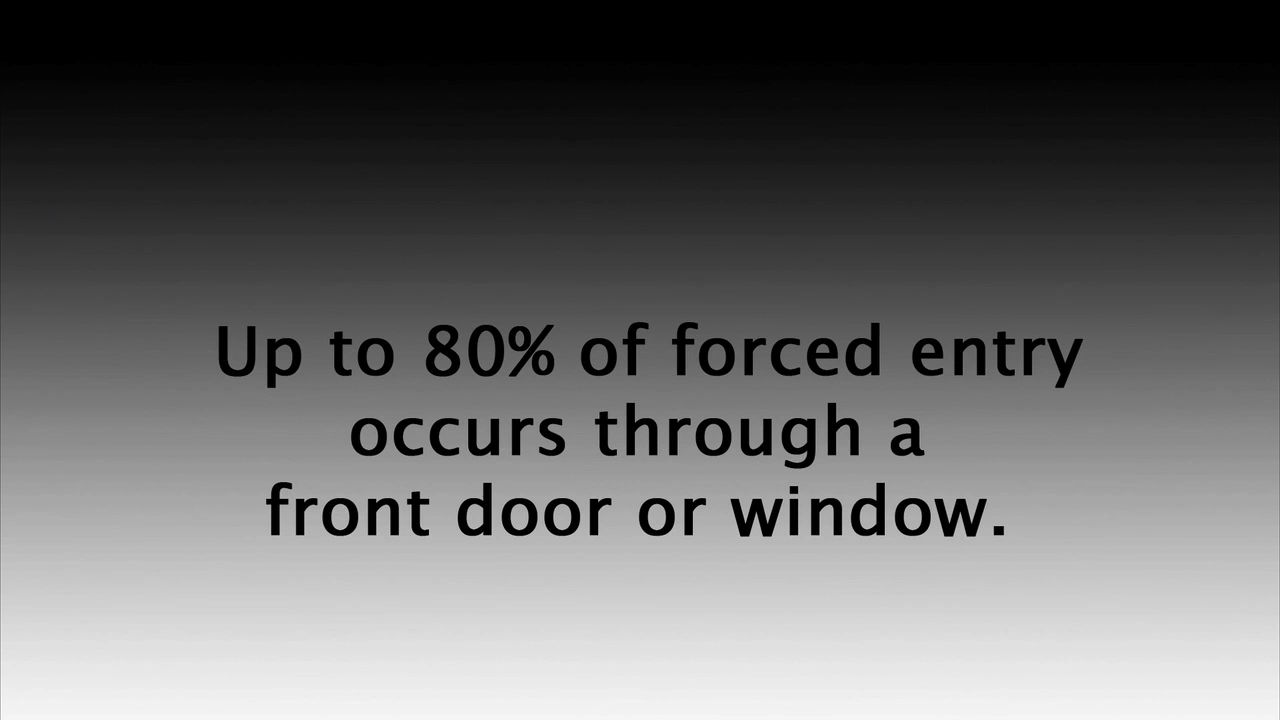 Up to 80% of forced entry
occurs through a
front door or window.